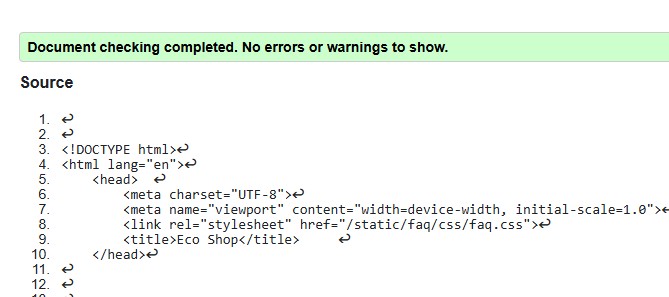 Document checking completed. No errors or warnings to show.
Source
1. ↩
2. ↩
3. <!DOCTYPE html>↩
4. <html lang="en">↩
5. <head> ↩
6. <meta charset="UTF-8">↩
7. <meta name="viewport" content="width=device-width, initial-scale=1.0">↩
8. <link rel="stylesheet" href="/static/faq/css/faq.css">↩
9. <title>Eco Shop</title> ↩
10. </head>↩
11. ↩
12. ↩